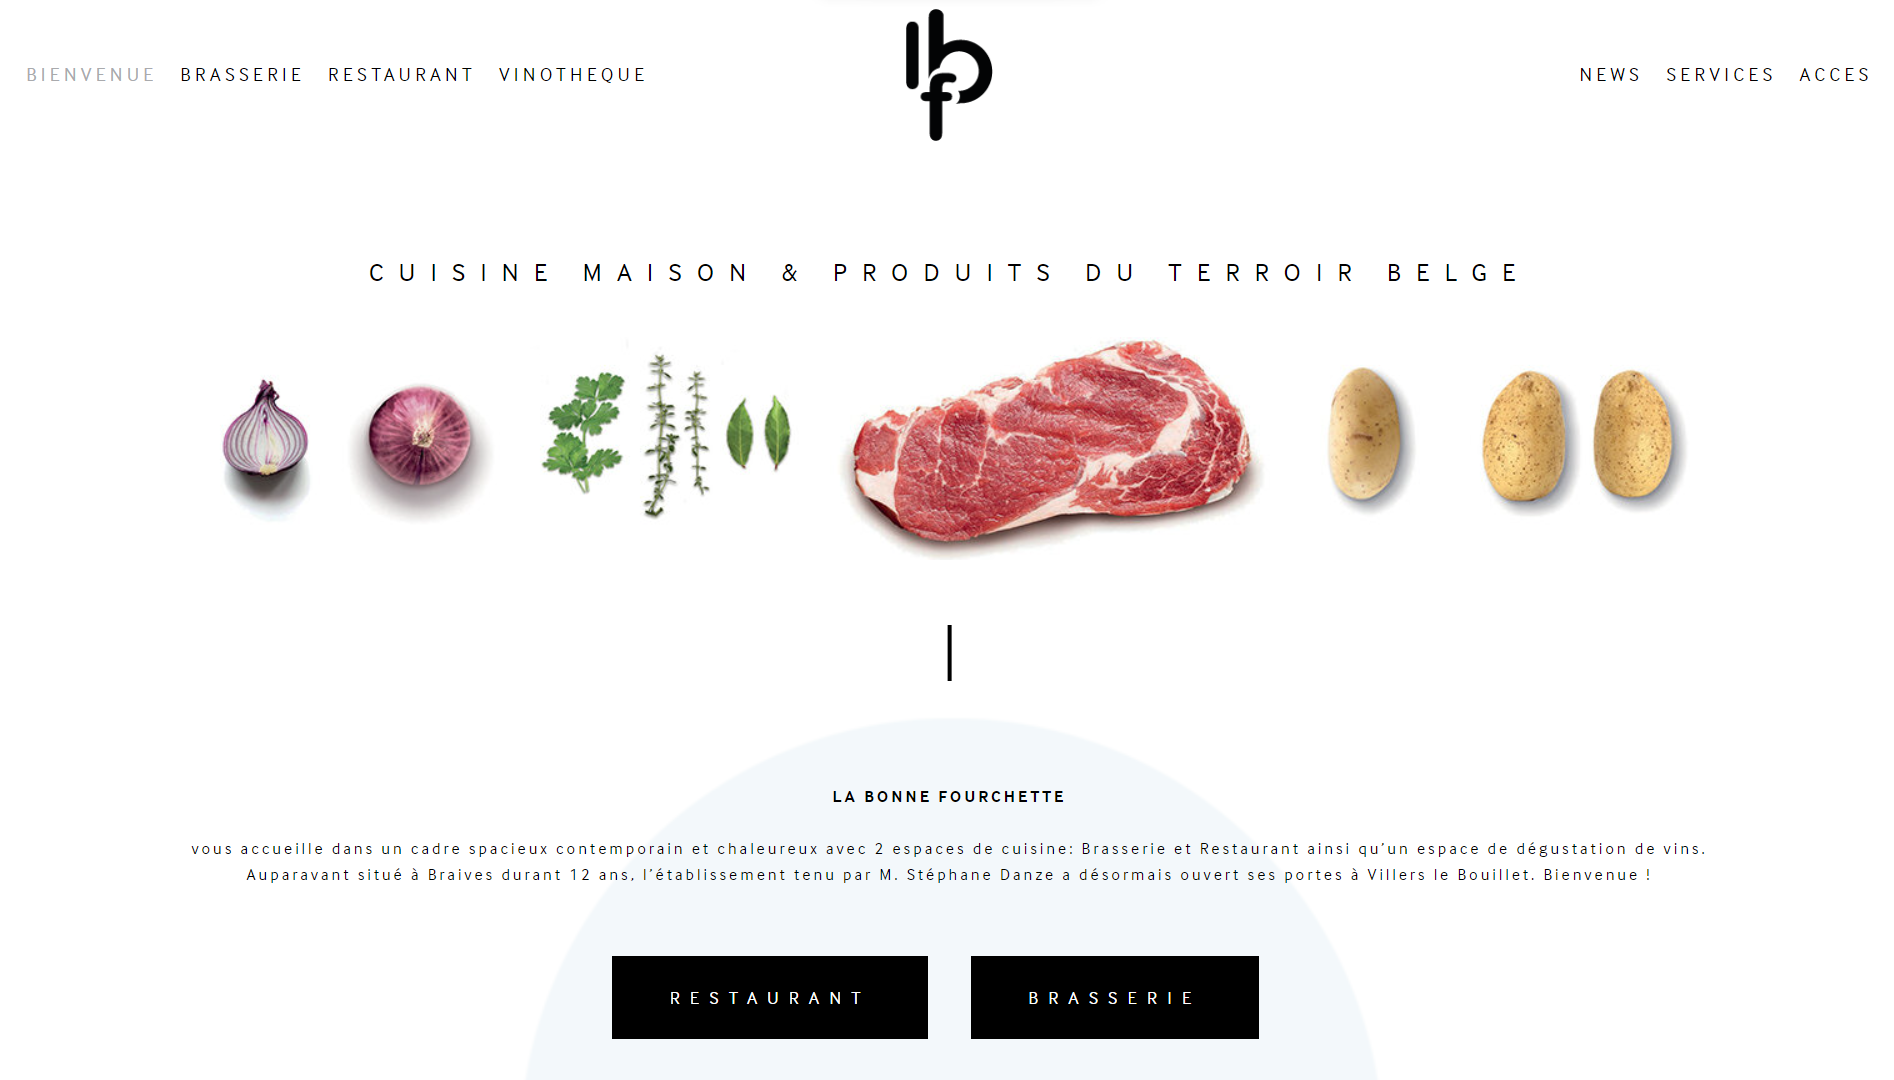 BIENVENUE BRASSERIE RESTAURANT VINOTHEQUE
lbf
NEWS SERVICES ACCES
CUISINE MAISON & PRODUITS DU TERROIR BELGE
LA BONNE FOURCHETTE
vous accueille dans un cadre spacieux contemporain et chaleureux avec 2 espaces de cuisine: Brasserie et Restaurant ainsi qu’un espace de dégustation de vins.
Auparavant situé à Braives durant 12 ans, l’établissement tenu par M. Stéphane Danze a désormais ouvert ses portes à Villers le Bouillet. Bienvenue !
RESTAURANT
BRASSERIE